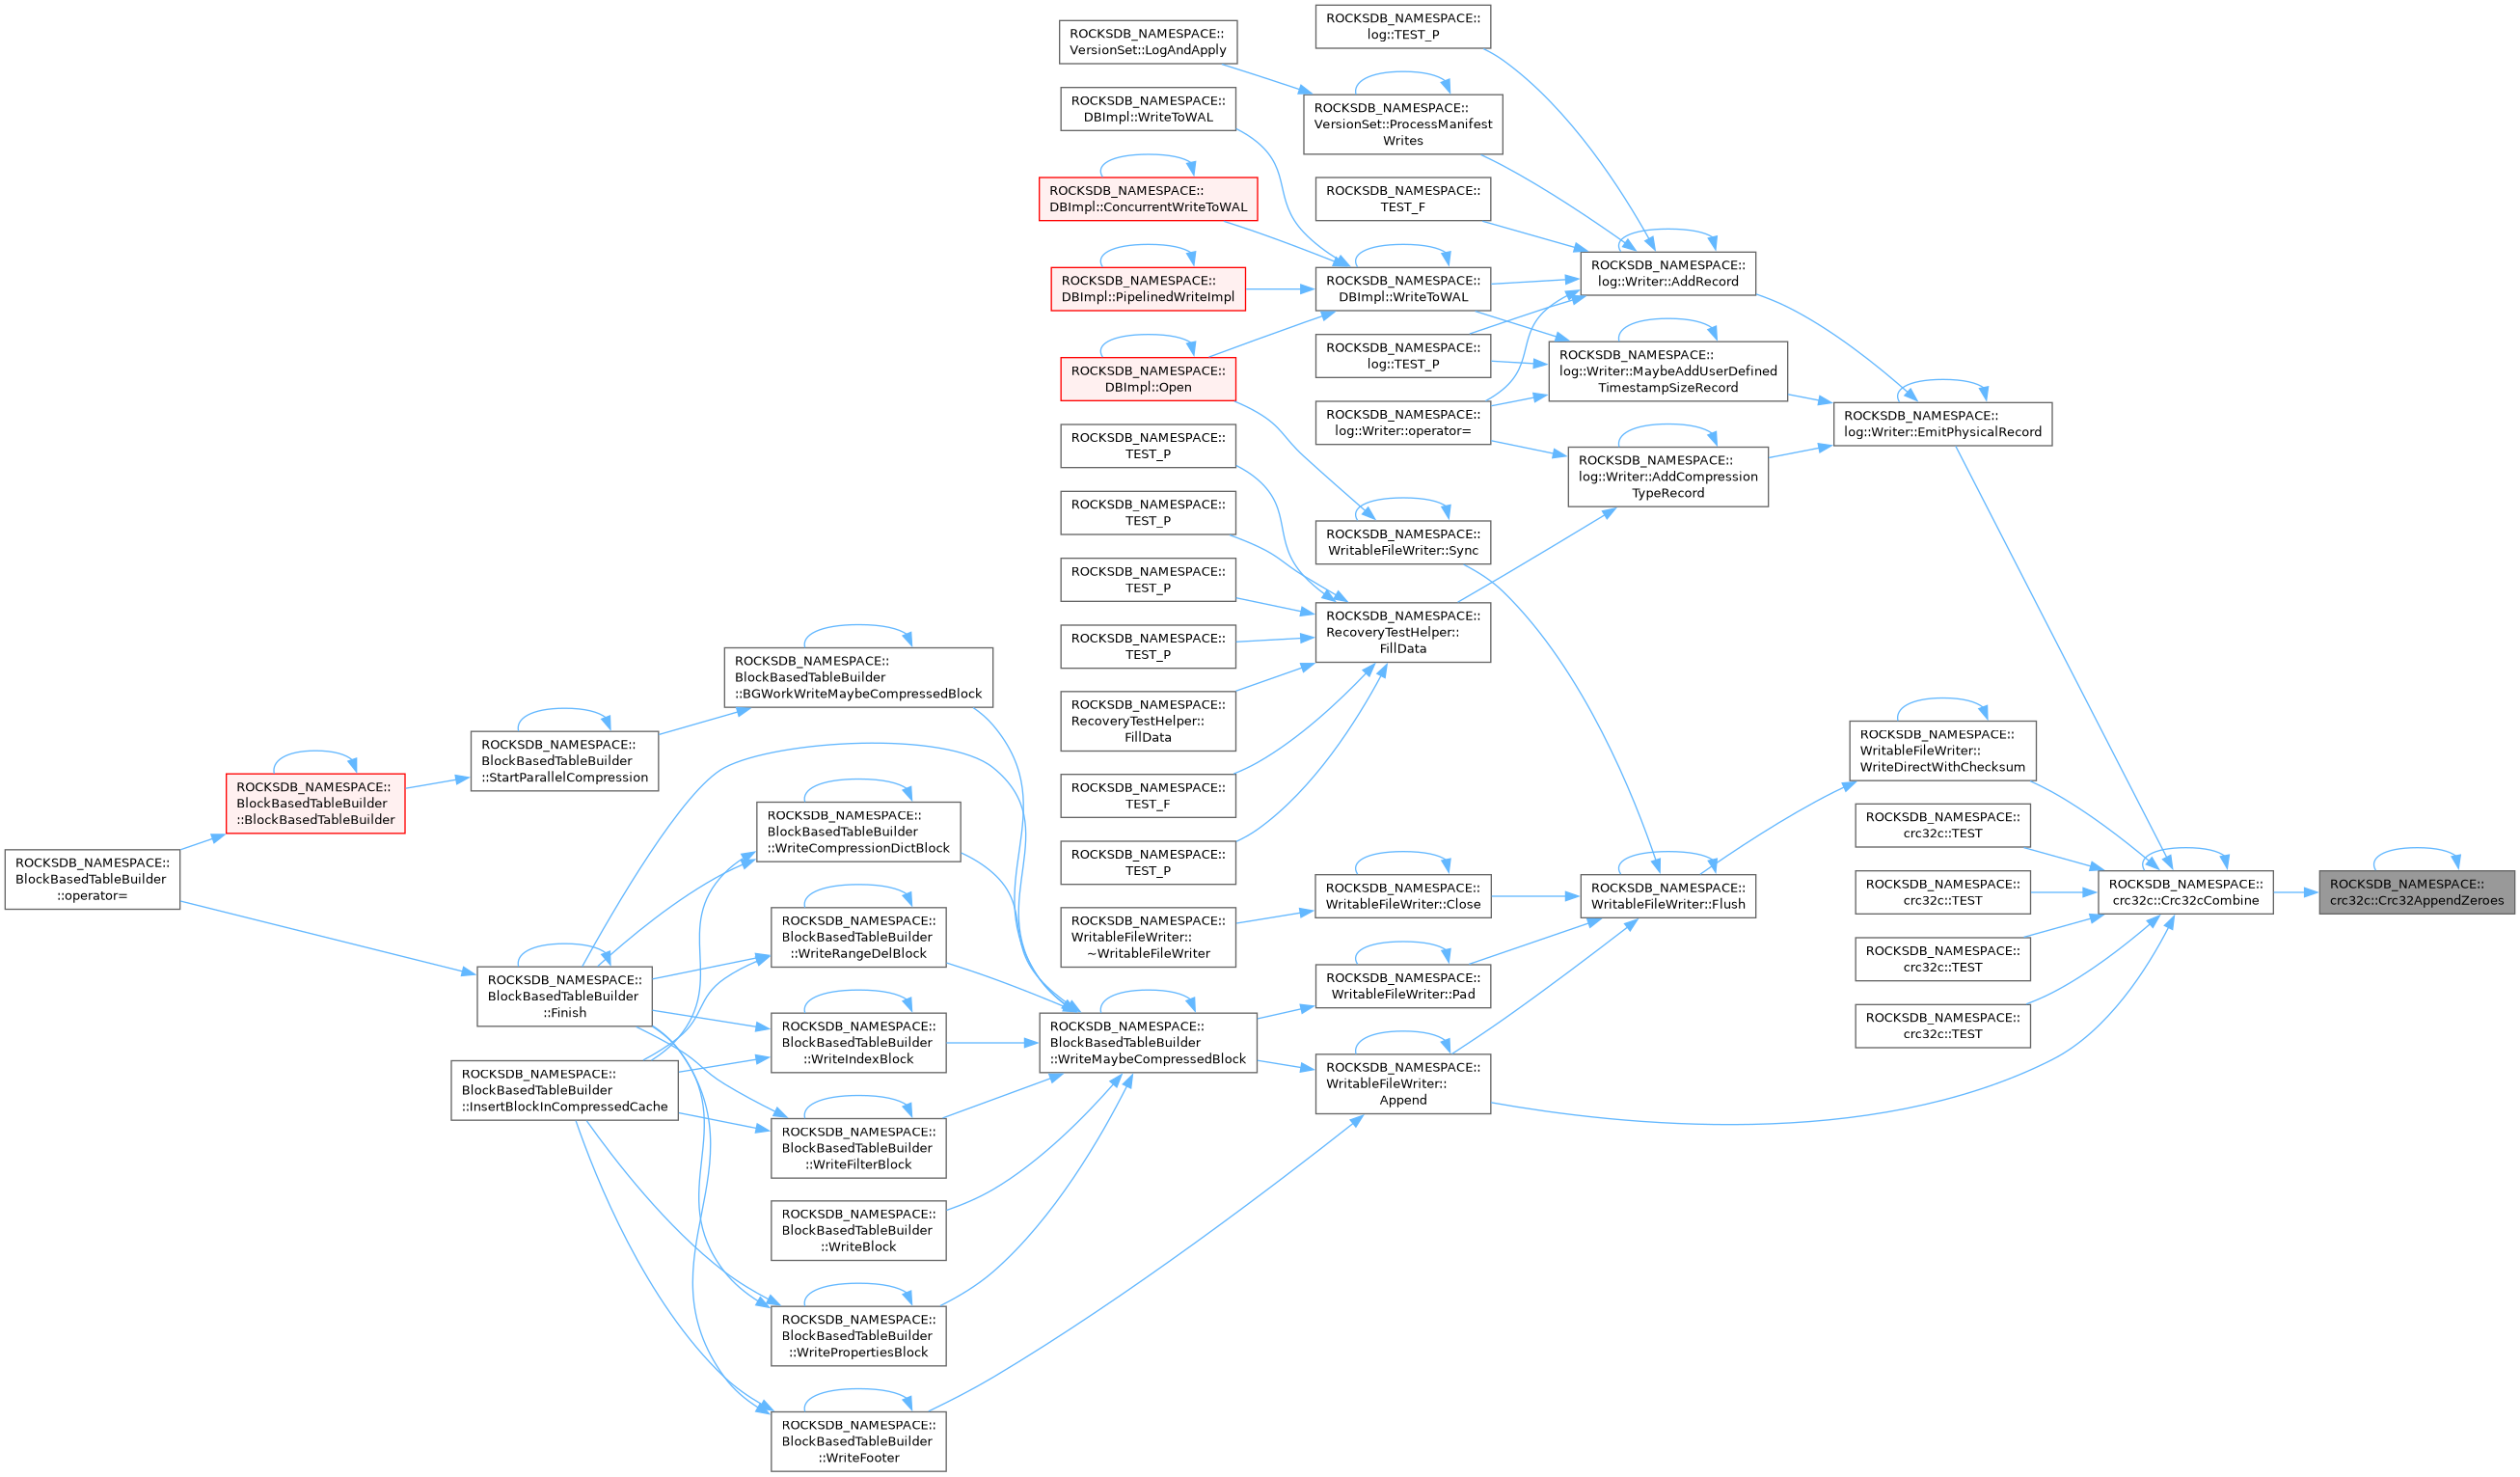 ROCKSDB_NAMESPACE::
log::TEST_P
ROCKSDB_NAMESPACE::
VersionSet::LogAndApply
ROCKSDB_NAMESPACE::
VersionSet::ProcessManifest
Writes
ROCKSDB_NAMESPACE::
DBImpl::WriteToWAL
ROCKSDB_NAMESPACE::
DBImpl::ConcurrentWriteToWAL
ROCKSDB_NAMESPACE::
TEST_F
ROCKSDB_NAMESPACE::
log::Writer::AddRecord
ROCKSDB_NAMESPACE::
DBImpl::PipelinedWriteImpl
ROCKSDB_NAMESPACE::
DBImpl::WriteToWAL
ROCKSDB_NAMESPACE::
DBImpl::Open
ROCKSDB_NAMESPACE::
log::TEST_P
ROCKSDB_NAMESPACE::
log::Writer::MaybeAddUserDefined
TimestampSizeRecord
ROCKSDB_NAMESPACE::
log::Writer::operator=
ROCKSDB_NAMESPACE::
log::Writer::EmitPhysicalRecord
ROCKSDB_NAMESPACE::
TEST_P
ROCKSDB_NAMESPACE::
log::Writer::AddCompression
TypeRecord
ROCKSDB_NAMESPACE::
TEST_P
ROCKSDB_NAMESPACE::
WritableFileWriter::Sync
ROCKSDB_NAMESPACE::
TEST_P
ROCKSDB_NAMESPACE::
RecoveryTestHelper::
FillData
ROCKSDB_NAMESPACE::
TEST_P
ROCKSDB_NAMESPACE::
BlockBasedTableBuilder
::BGWorkWriteMaybeCompressedBlock
ROCKSDB_NAMESPACE::
RecoveryTestHelper::
FillData
ROCKSDB_NAMESPACE::
WritableFileWriter::
WriteDirectWithChecksum
ROCKSDB_NAMESPACE::
BlockBasedTableBuilder
::StartParallelCompression
ROCKSDB_NAMESPACE::
BlockBasedTableBuilder
::BlockBasedTableBuilder
ROCKSDB_NAMESPACE::
TEST_F
ROCKSDB_NAMESPACE::
BlockBasedTableBuilder
::WriteCompressionDictBlock
ROCKSDB_NAMESPACE::
crc32c::TEST
ROCKSDB_NAMESPACE::
BlockBasedTableBuilder
::operator=
ROCKSDB_NAMESPACE::
TEST_P
ROCKSDB_NAMESPACE::
WritableFileWriter::Close
ROCKSDB_NAMESPACE::
WritableFileWriter::Flush
ROCKSDB_NAMESPACE::
crc32c::TEST
ROCKSDB_NAMESPACE::
crc32c::Crc32cCombine
ROCKSDB_NAMESPACE::
crc32c::Crc32AppendZeroes
ROCKSDB_NAMESPACE::
BlockBasedTableBuilder
::WriteRangeDelBlock
ROCKSDB_NAMESPACE::
WritableFileWriter::
~WritableFileWriter
ROCKSDB_NAMESPACE::
crc32c::TEST
ROCKSDB_NAMESPACE::
BlockBasedTableBuilder
::Finish
ROCKSDB_NAMESPACE::
WritableFileWriter::Pad
ROCKSDB_NAMESPACE::
crc32c::TEST
ROCKSDB_NAMESPACE::
BlockBasedTableBuilder
::WriteIndexBlock
ROCKSDB_NAMESPACE::
BlockBasedTableBuilder
::WriteMaybeCompressedBlock
ROCKSDB_NAMESPACE::
WritableFileWriter::
Append
ROCKSDB_NAMESPACE::
BlockBasedTableBuilder
::InsertBlockInCompressedCache
ROCKSDB_NAMESPACE::
BlockBasedTableBuilder
::WriteFilterBlock
ROCKSDB_NAMESPACE::
BlockBasedTableBuilder
::WriteBlock
ROCKSDB_NAMESPACE::
BlockBasedTableBuilder
::WritePropertiesBlock
ROCKSDB_NAMESPACE::
BlockBasedTableBuilder
::WriteFooter